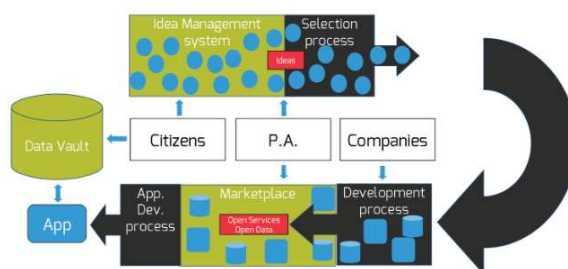 Idea Management
system
Selection
process
Ideas
Data Vault
Citizens
P.A.
Companies
App
App.
Dev.
process
Marketplace
Open Services
Open Data
Development
process